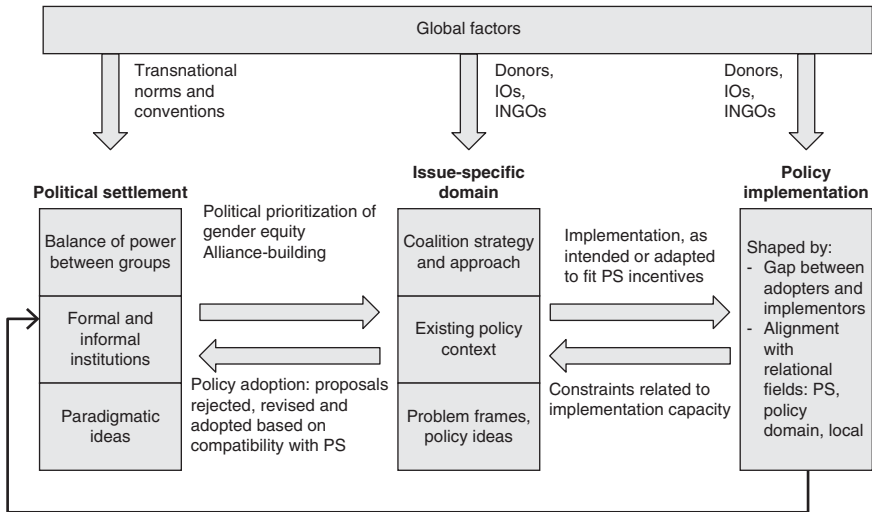 Global factors
Transnational
norms and
conventions
Donors,
IOs,
INGOs
Donors,
IOs,
INGOs
Political settlement
Issue-specific
domain
Policy
implementation
Balance of power
between groups
Formal and
informal
institutions
Paradigmatic
ideas
Political prioritization of
gender equity
Alliance-building
Policy adoption: proposals
rejected, revised and
adopted based on
compatibility with PS
Coalition strategy
and approach
Existing policy
context
Problem frames,
policy ideas
Implementation, as
intended or adapted
to fit PS incentives
Constraints related to
implementation capacity
Shaped by:
- Gap between
adopters and
implementors
- Alignment
with
relational
fields: PS,
policy
domain, local